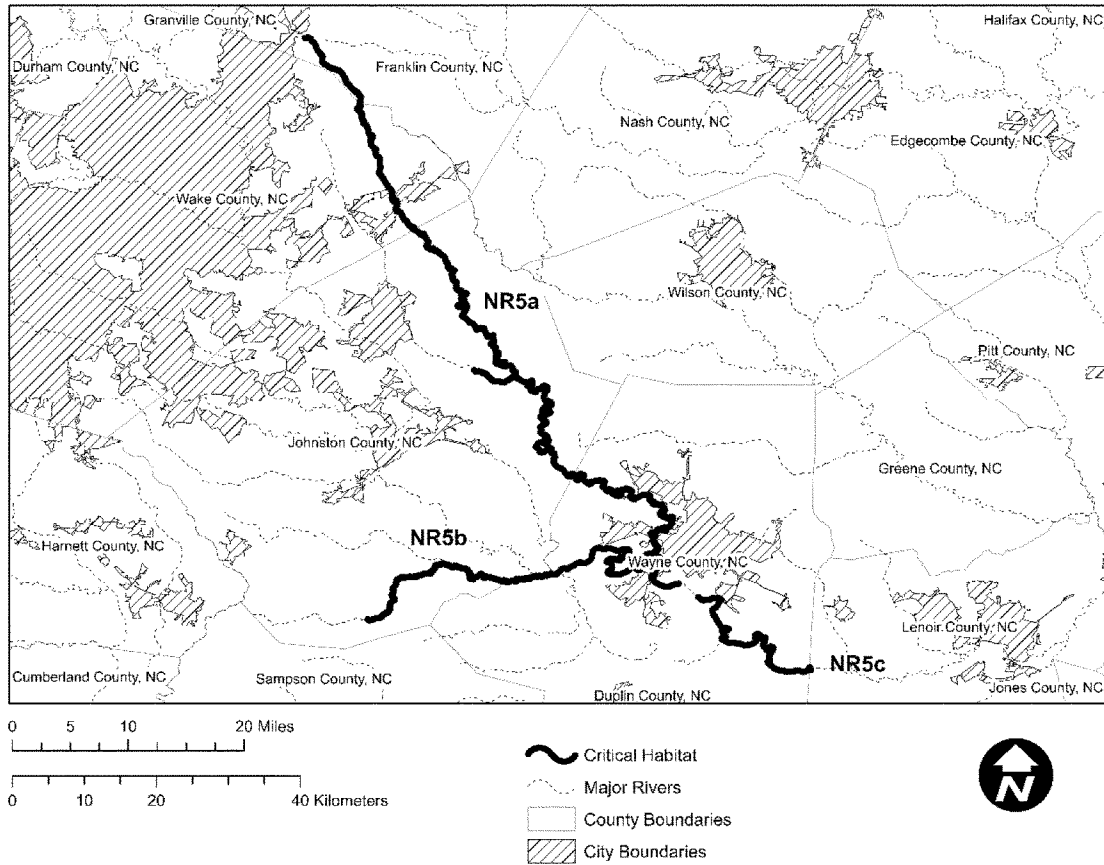 Granville County, NC
Halifax County, NC
Durham County, NC
Franklin County, NC
Nash County, NC
Edgecombe County, NC
Wake County, NC
NR5a
Wilson County, NC
Pitt County, NC
Johnston County, NC
Greene County, NC
NR5b
Harnett County, NC
Wayne County, NC
Lenoir County, NC
NR5c
Cumberland County, NC
Sampson County, NC
Duplin County, NC
Jones County, NC
0 5 10 20 Miles
0 10 20 40 Kilometers
Critical Habitat
Major Rivers
County Boundaries
City Boundaries
N